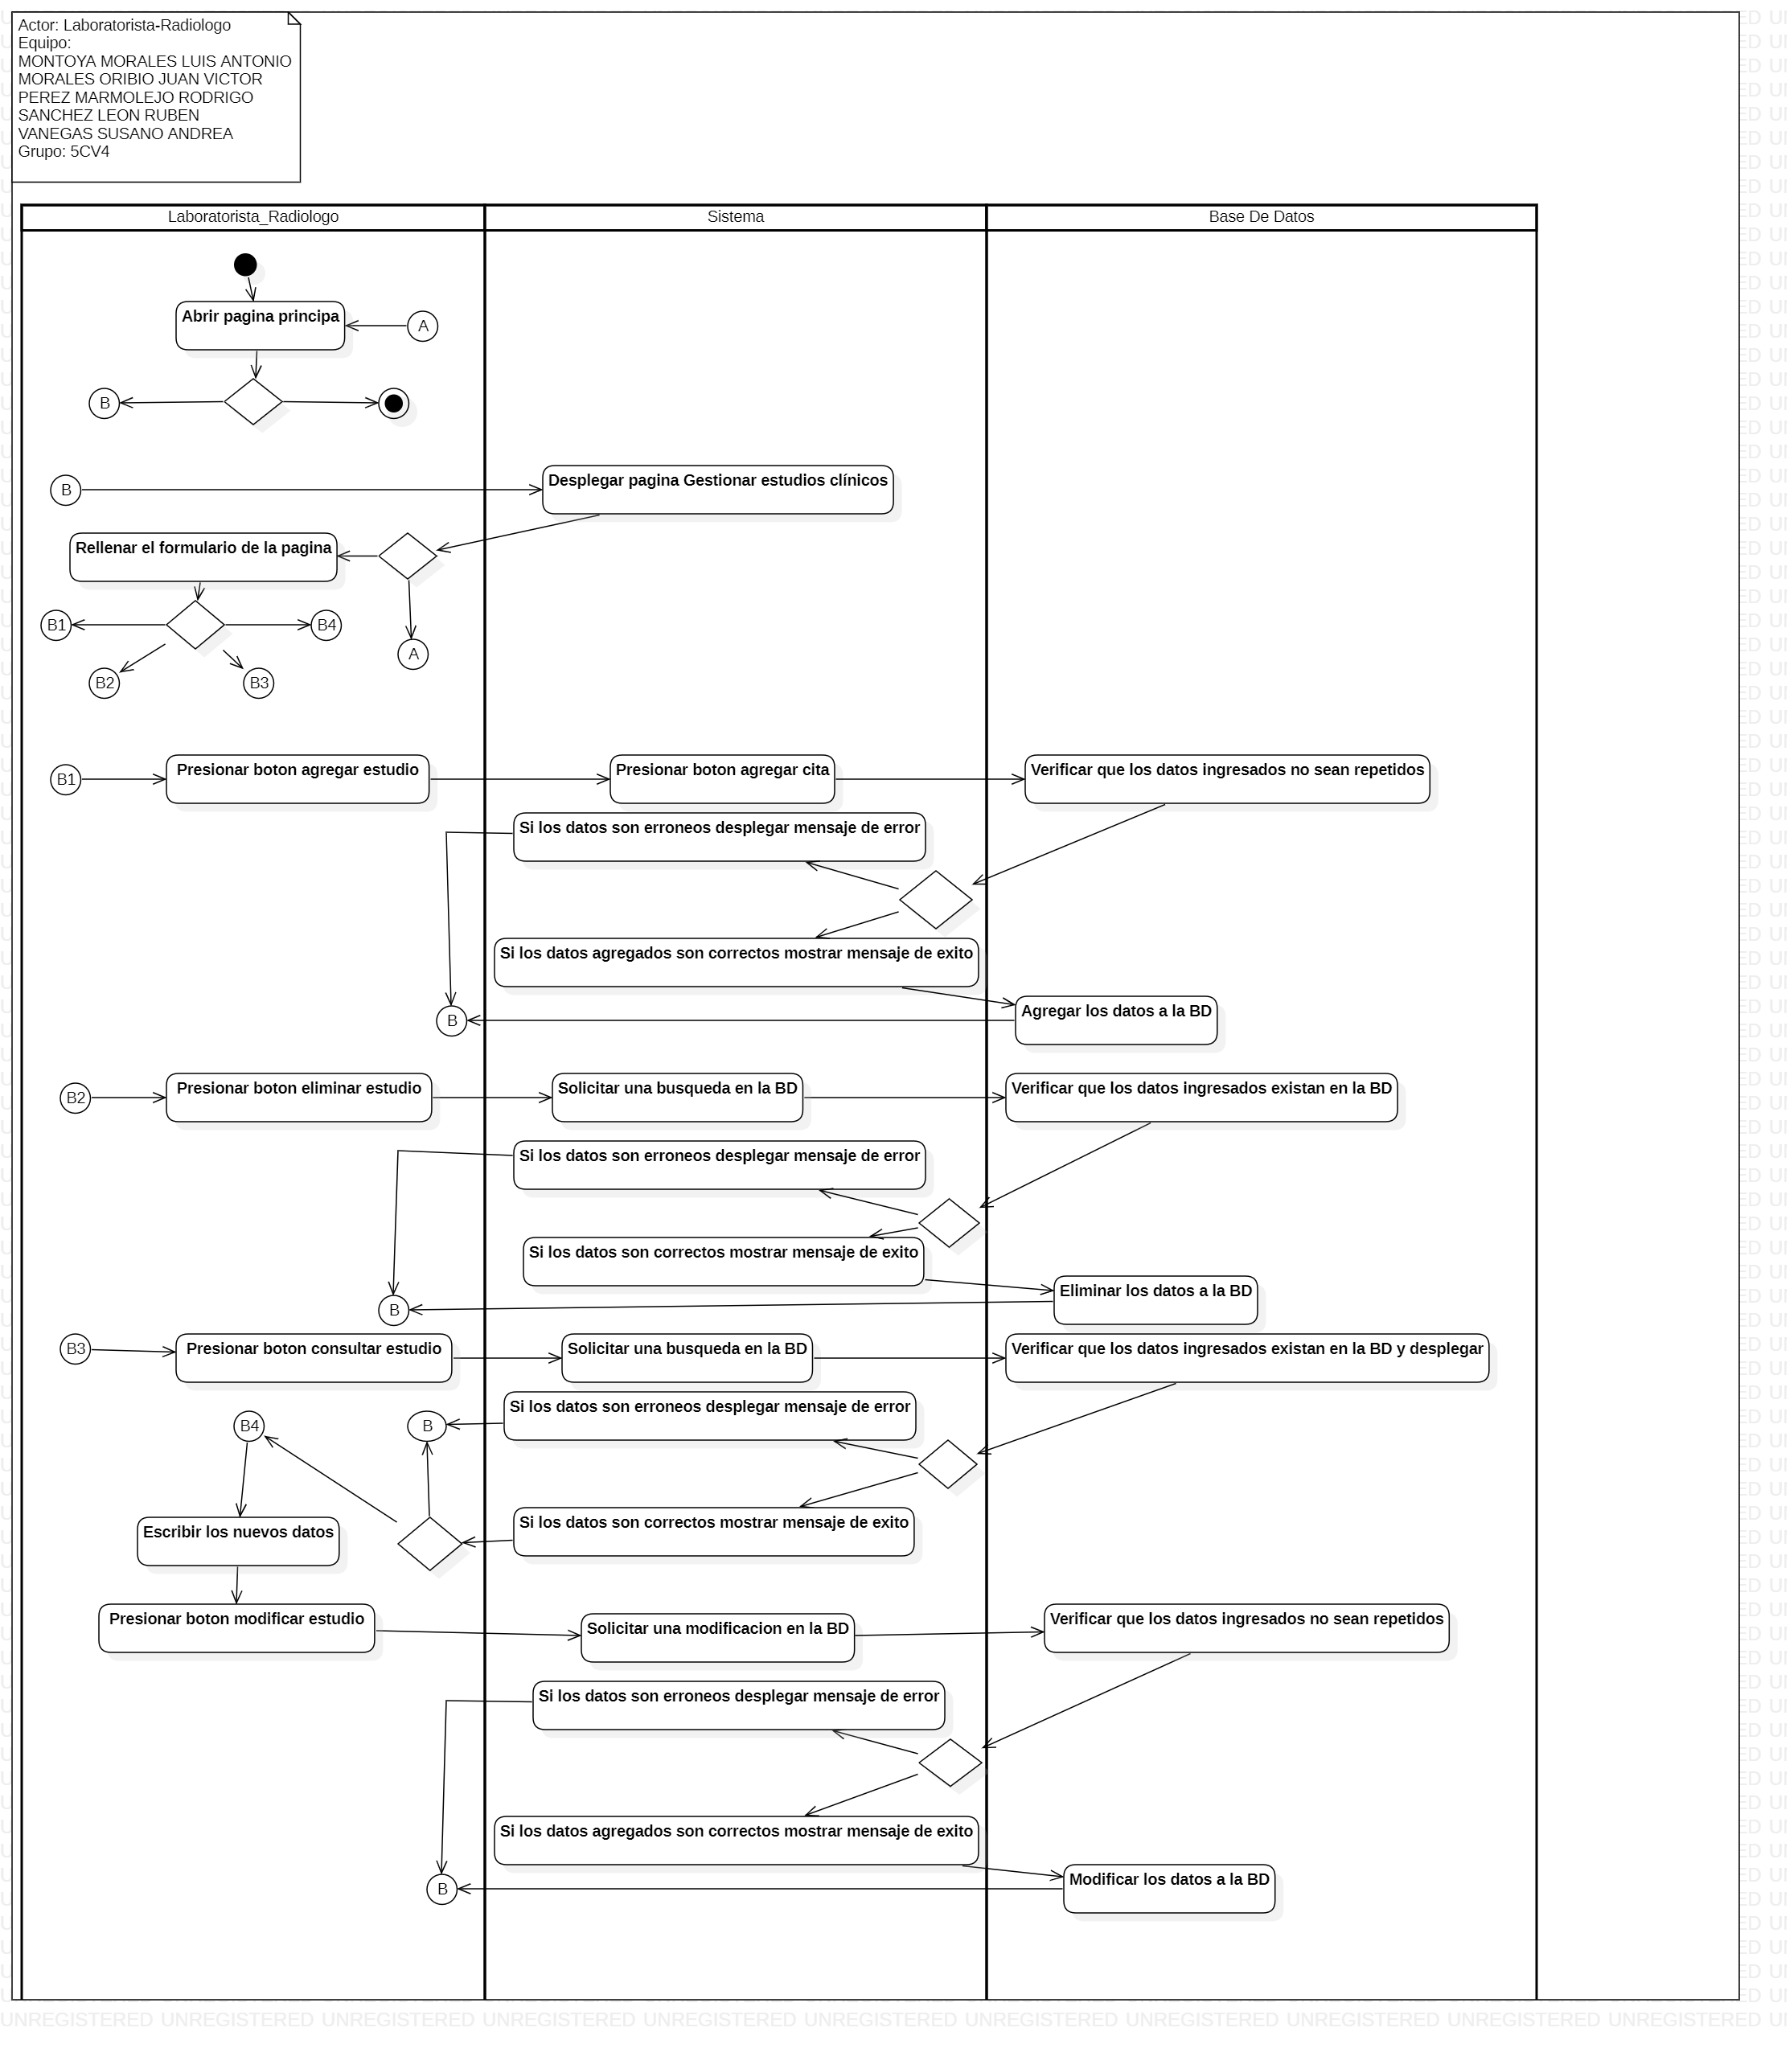 Actor: Laboratorista-Radiologo
Equipo:
MONTOYA MORALES LUIS ANTONIO
MORALES ORIBIO JUAN VICTOR
PEREZ MARMOLEJO RODRIGO
SANCHEZ LEON RUBEN
VANEGAS SUSANO ANDREA
Grupo: 5CV4
Laboratorista_Radiologo
Sistema
Base De Datos
Abrir pagina principa
A
B
B
Desplegar pagina Gestionar estudios clínicos
Rellenar el formulario de la pagina
B1
B4
A
B2
B3
B1
Presionar boton agregar estudio
Presionar boton agregar cita
Verificar que los datos ingresados no sean repetidos
Si los datos son erroneos desplegar mensaje de error
Si los datos agregados son correctos mostrar mensaje de exito
Agregar los datos a la BD
B
B2
Presionar boton eliminar estudio
Solicitar una busqueda en la BD
Verificar que los datos ingresados existan en la BD
Si los datos son erroneos desplegar mensaje de error
Si los datos son correctos mostrar mensaje de exito
Eliminar los datos a la BD
B
B3
Presionar boton consultar estudio
Solicitar una busqueda en la BD
Verificar que los datos ingresados existan en la BD y desplegar
Si los datos son erroneos desplegar mensaje de error
B4
B
Si los datos son correctos mostrar mensaje de exito
Escribir los nuevos datos
Presionar boton modificar estudio
Solicitar una modificacion en la BD
Verificar que los datos ingresados no sean repetidos
Si los datos son erroneos desplegar mensaje de error
Si los datos agregados son correctos mostrar mensaje de exito
Modificar los datos a la BD
B
UNREGISTERED UNREGISTERED UNREGISTERED UNREGISTERED UNREGISTERED UNREGISTERED UNREGISTERED UNREGISTERED UNREGISTERED UNREGISTERED UNREGISTERED UN